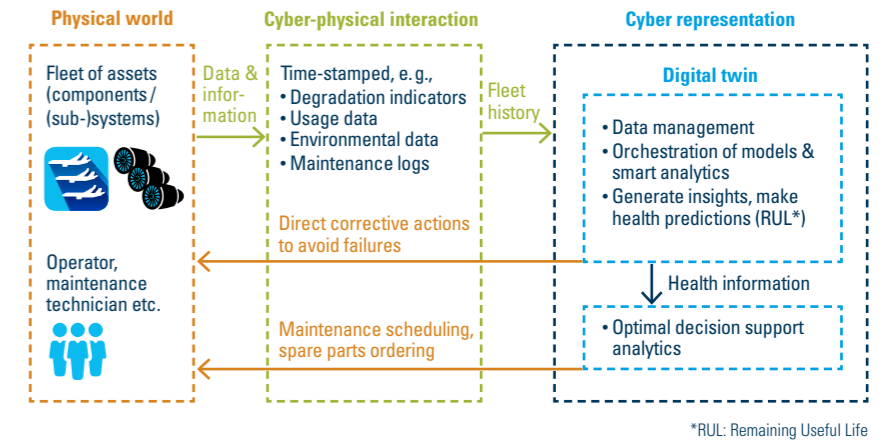 Physical world
Cyber-physical interaction
Cyber representation
Fleet of assets
(components /
(sub-)systems)
Data &
infor-
mation
Time-stamped, e. g.,
• Degradation indicators
• Usage data
• Environmental data
• Maintenance logs
Fleet
history
Digital twin
• Data management
• Orchestration of models &
smart analytics
• Generate insights, make
health predictions (RUL*)
Direct corrective actions
to avoid failures
Operator,
maintenance
technician etc.
Health information
Maintenance scheduling,
spare parts ordering
• Optimal decision support
analytics
*RUL: Remaining Useful Life